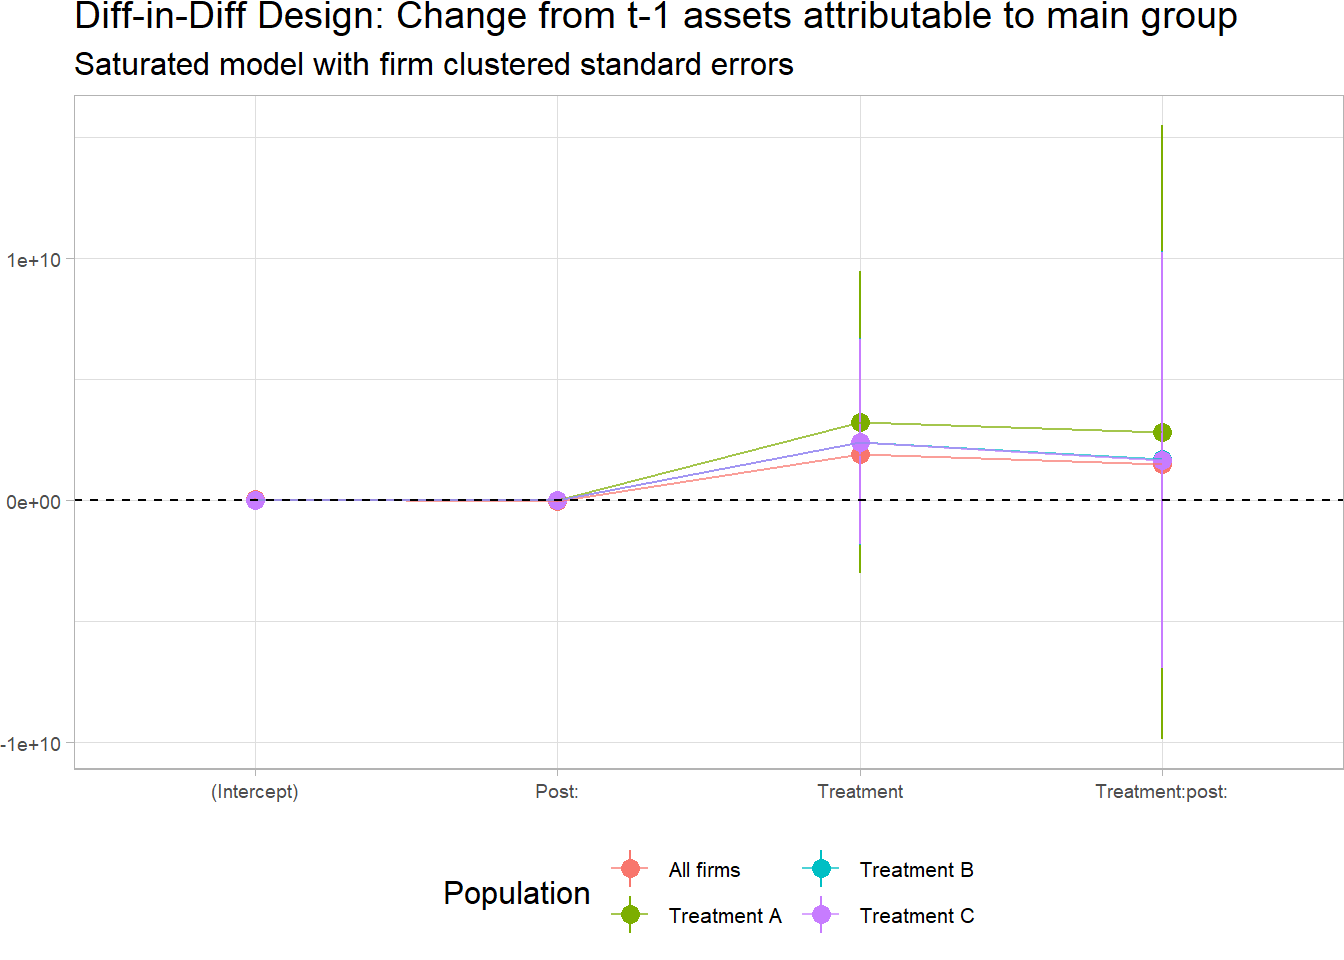 Diff-in-Diff Design: Change from t-1 assets attributable to main group
Saturated model with firm clustered standard errors
1e+10
0e+00
-1e+10
(Intercept) Post: Treatment Treatment:post:
Population
All firms
Treatment A
Treatment B
Treatment C